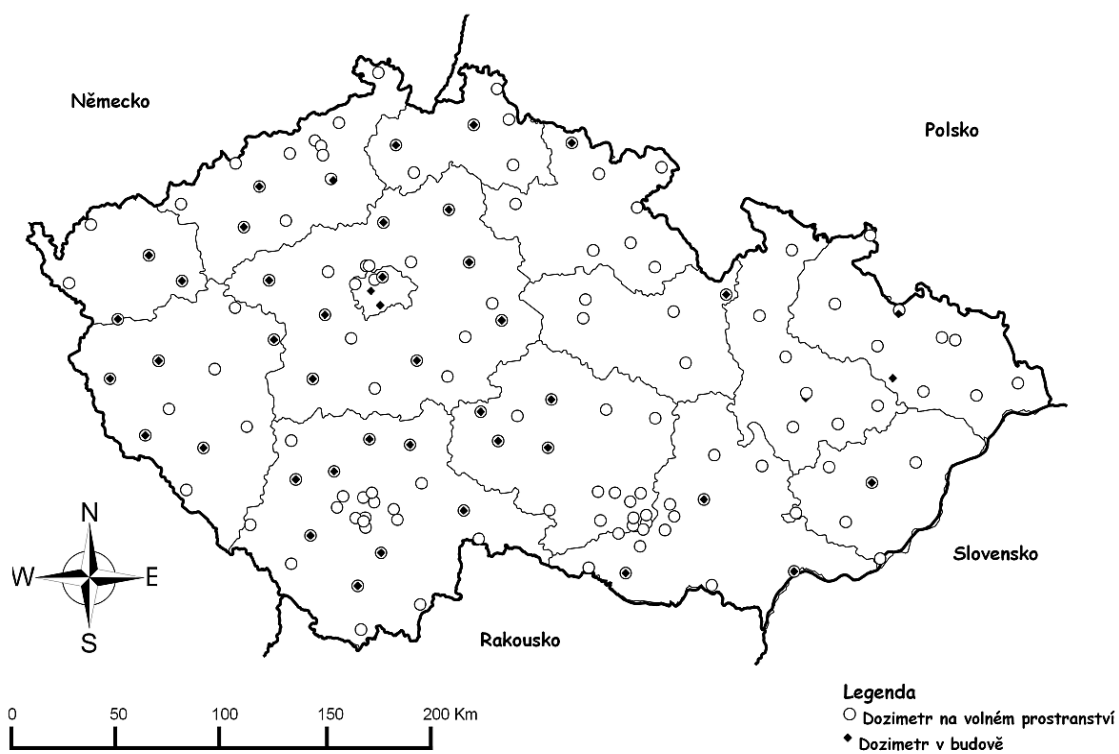 Německo
Polsko
N
W E
S
Slovensko
Rakousko
0 50 100 150 200 Km
Legenda
Dozimetr na volném prostranství
Dozimetr v budově